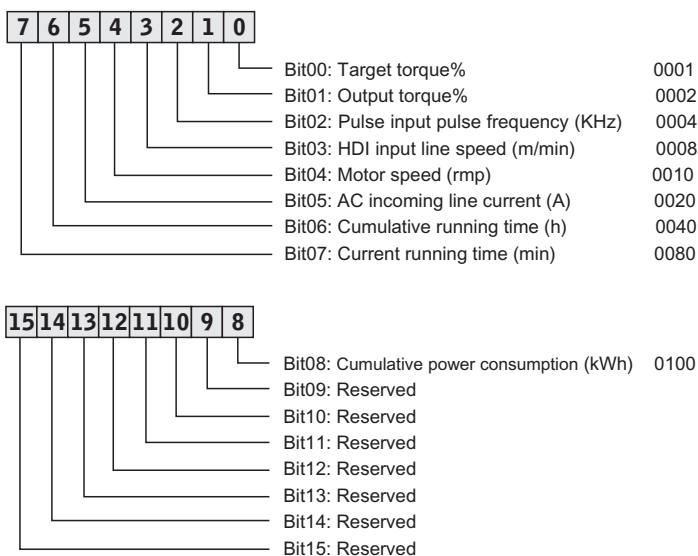 7 6 5 4 3 2 1 0
Bit00: Target torque% 0001
Bit01: Output torque% 0002
Bit02: Pulse input pulse frequency (KHz) 0004
Bit03: HDI input line speed (m/min) 0008
Bit04: Motor speed (rmp) 0010
Bit05: AC incoming line current (A) 0020
Bit06: Cumulative running time (h) 0040
Bit07: Current running time (min) 0080
15 14 13 12 11 10 9 8
Bit08: Cumulative power consumption (kWh) 0100
Bit09: Reserved
Bit10: Reserved
Bit11: Reserved
Bit12: Reserved
Bit13: Reserved
Bit14: Reserved
Bit15: Reserved